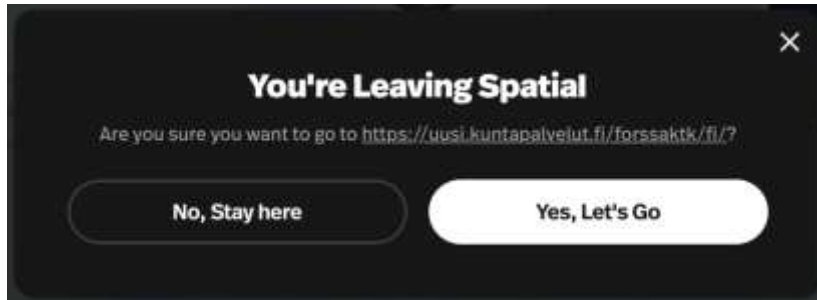 You're Leaving Spatial
Are you sure you want to go to https://uusi.kuntapalvelut.fi/forssaktk/fi/?
No, Stay here
Yes, Let's Go